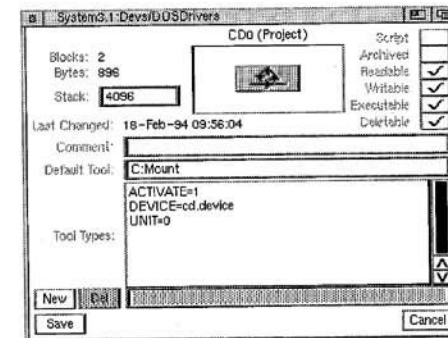 System3.1:Devs/DOSDrivers
CD0 (Project)
Blocks: 2
Bytes: 896
Stack: 4096
Script
Archived
Readable
Writable
Executable
Deletable
Last Changed: 18-Feb-94 09:56:04
Comment:
Default Tool: C:Mount
Tool Types:
ACTIVATE=1
DEVICE=cd.device
UNIT=0
New Del
Save Cancel